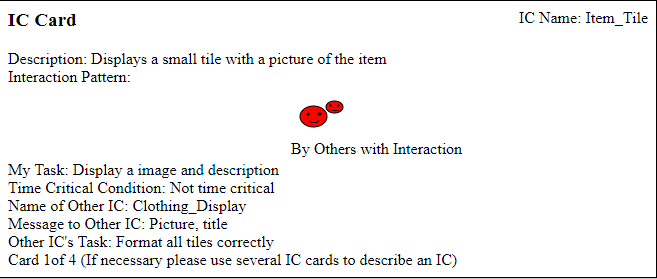 IC Card
IC Name: Item_Tile
Description: Displays a small tile with a picture of the item
Interaction Pattern:
By Others with Interaction
My Task: Display a image and description
Time Critical Condition: Not time critical
Name of Other IC: Clothing_Display
Message to Other IC: Picture, title
Other IC's Task: Format all tiles correctly
Card 1of 4 (If necessary please use several IC cards to describe an IC)